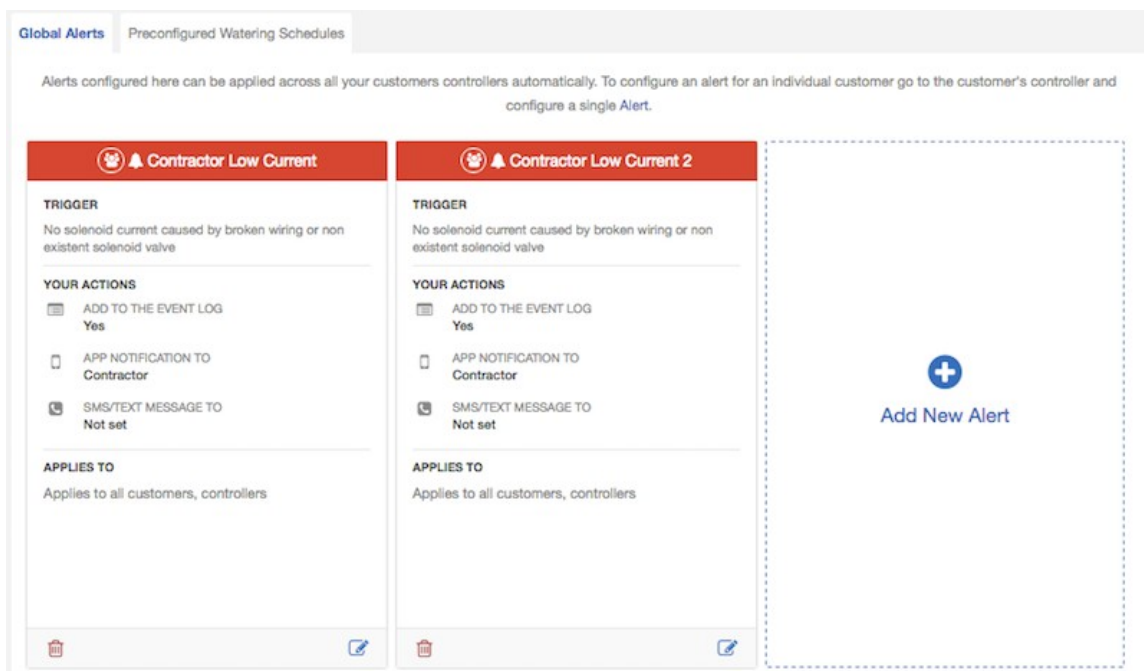 Global Alerts
Preconfigured Watering Schedules
Alerts configured here can be applied across all your customers controllers automatically. To configure an alert for an individual customer go to the customer's controller and
configure a single Alert.
Contractor Low Current
TRIGGER
No solenoid current caused by broken wiring or non
existent solenoid valve
YOUR ACTIONS
ADD TO THE EVENT LOG
Yes
APP NOTIFICATION TO
Contractor
SMS/TEXT MESSAGE TO
Not set
APPLIES TO
Applies to all customers, controllers
Contractor Low Current 2
TRIGGER
No solenoid current caused by broken wiring or non
existent solenoid valve
YOUR ACTIONS
ADD TO THE EVENT LOG
Yes
APP NOTIFICATION TO
Contractor
SMS/TEXT MESSAGE TO
Not set
APPLIES TO
Applies to all customers, controllers
Add New Alert